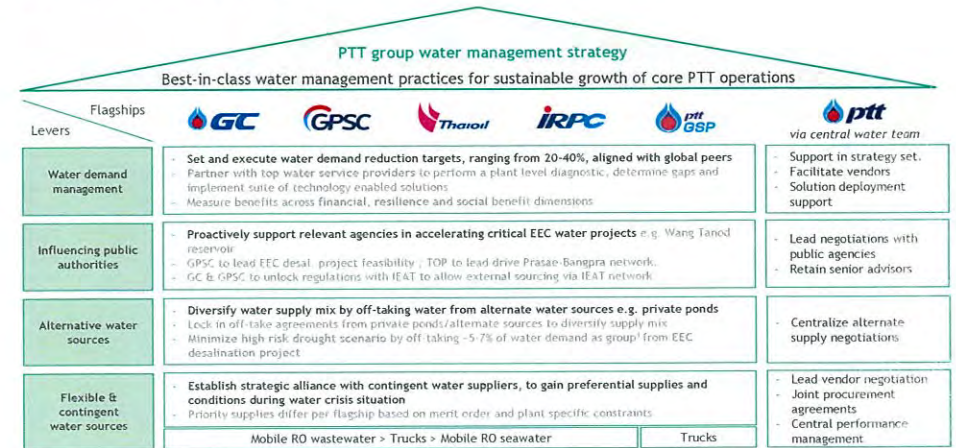 PTT group water management strategy
Best-in-class water management practices for sustainable growth of core PTT operations
Flagships
Levers
GC
GPSC
Thaioil
IRPC
ptt
GSP
ptt
via central water team
Water demand
management
- Set and execute water demand reduction targets, ranging from 20-40%, aligned with global peers
- Partner with top water service providers to perform a plant level diagnostic, determine gaps and
implement suite of technology enabled solutions
- Measure benefits across financial, resilience and social benefit dimensions
- Support in strategy set.
- Facilitate vendors
- Solution deployment
support
Influencing public
authorities
- Proactively support relevant agencies in accelerating critical EEC water projects e.g. Wang Tanod
reservoir
- GPSC to lead EEC desal. project feasibility ; TOP to lead drive Prasae-Bangpra network.
- GC & GPSC to unlock regulations with IEAT to allow external sourcing via IEAT network
- Lead negotiations with
public agencies
- Retain senior advisors
Alternative water
sources
- Diversify water supply mix by off-taking water from alternate water sources e.g. private ponds
- Lock in off-take agreements from private ponds/alternate sources to diversify supply mix
- Minimize high risk drought scenario by off-taking ~5-7% of water demand as group¹ from EEC
desalination project
- Centralize alternate
supply negotiations
Flexible &
contingent
water sources
- Establish strategic alliance with contingent water suppliers, to gain preferential supplies and
conditions during water crisis situation
- Priority supplies differ per flagship based on merit order and plant specific constraints
Mobile RO wastewater > Trucks > Mobile RO seawater
Trucks
- Lead vendor negotiation
- Joint procurement
agreements
- Central performance
management